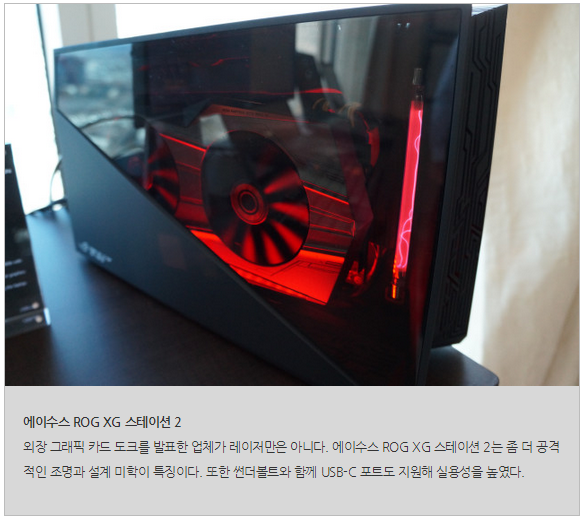 에이수스 ROG XG 스테이션 2
외장 그래픽 카드 도크를 발표한 업체가 레이저만은 아니다. 에이수스 ROG XG 스테이션 2는 좀 더 공격
적인 조명과 설계 미학이 특징이다. 또한 썬더볼트와 함께 USB-C 포트도 지원해 실용성을 높였다.